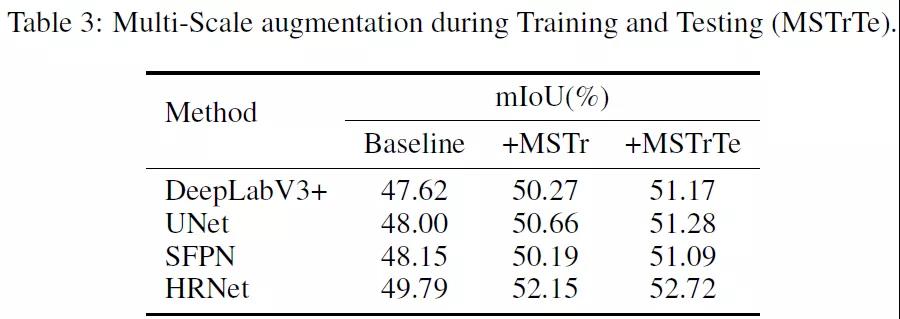 Table 3: Multi-Scale augmentation during Training and Testing (MSTrTe).
Method mIoU(%)
Baseline +MSTr +MSTrTe
DeepLabV3+ 47.62 50.27 51.17
UNet 48.00 50.66 51.28
SFPN 48.15 50.19 51.09
HRNet 49.79 52.15 52.72